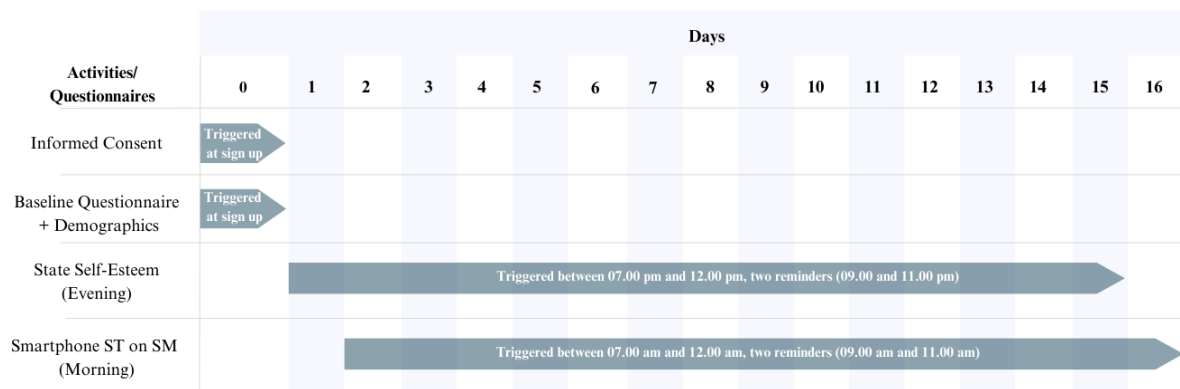 Days
Activities/
Questionnaires
0 1 2 3 4 5 6 7 8 9 10 11 12 13 14 15 16
Informed Consent
Triggered
at sign up
Baseline Questionnaire
+ Demographics
Triggered
at sign up
State Self-Esteem
(Evening)
Triggered between 07.00 pm and 12.00 pm, two reminders (09.00 and 11.00 pm)
Smartphone ST on SM
(Morning)
Triggered between 07.00 am and 12.00 am, two reminders (09.00 am and 11.00 am)